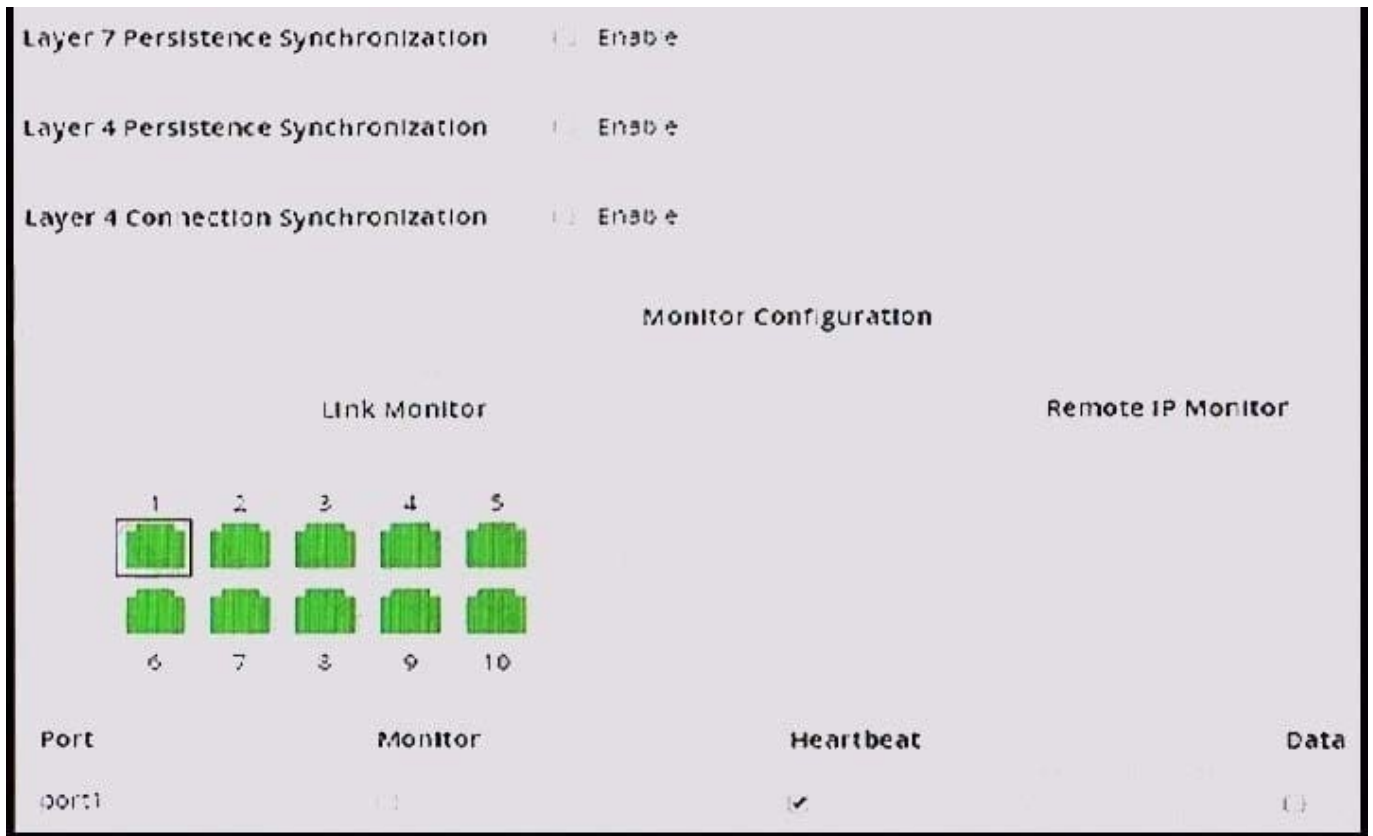 Layer 7 Persistence Synchronization Enable
Layer 4 Persistence Synchronization Enable
Layer 4 Connection Synchronization Enable
Monitor Configuration
Link Monitor Remote IP Monitor
1 2 3 4 5
6 7 8 9 10
Port Monitor Heartbeat Data
port1